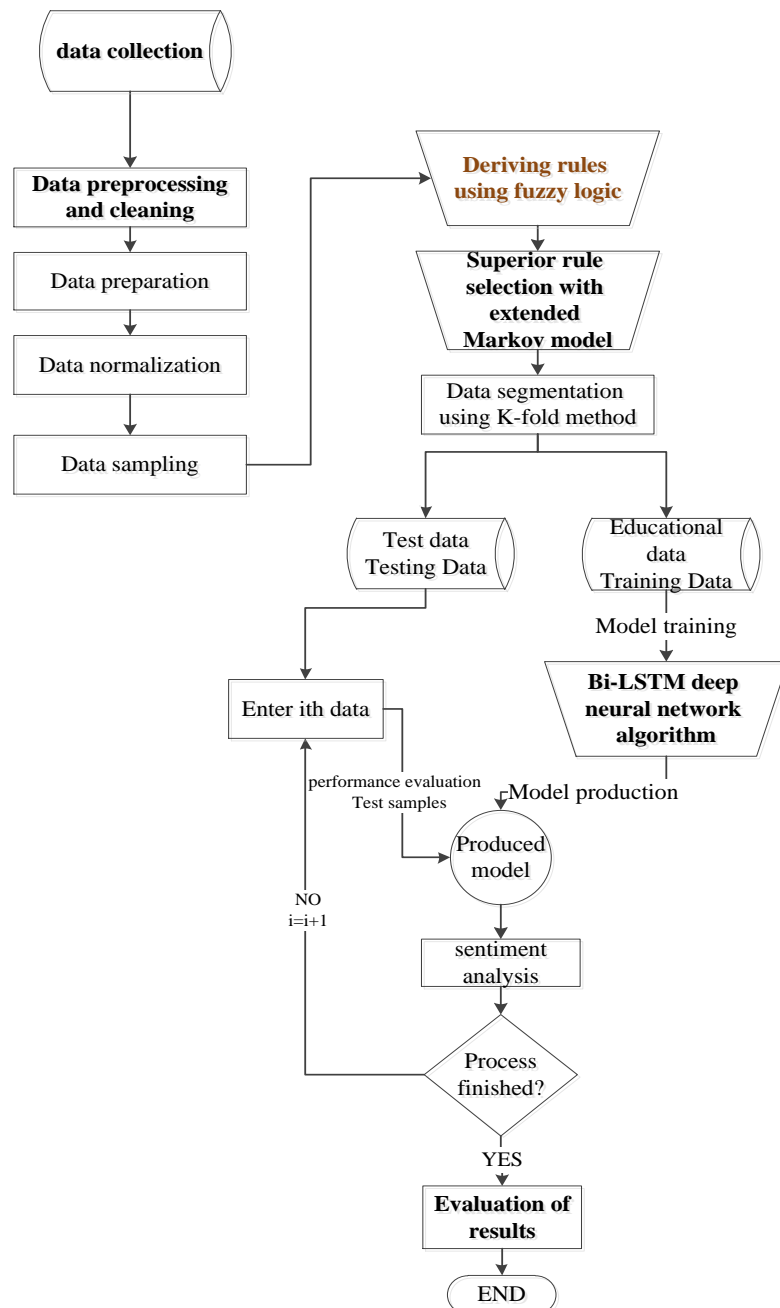 data collection
Data preprocessing
and cleaning
Data preparation
Data normalization
Data sampling
Deriving rules
using fuzzy logic
Superior rule
selection with
extended
Markov model
Data segmentation
using K-fold method
Test data
Testing Data
Educational
data
Training Data
Model training
Bi-LSTM deep
neural network
algorithm
Enter ith data
performance evaluation
Test samples
Model production
Produced
model
NO
i=i+1
sentiment
analysis
Process
finished?
YES
Evaluation of
results
END